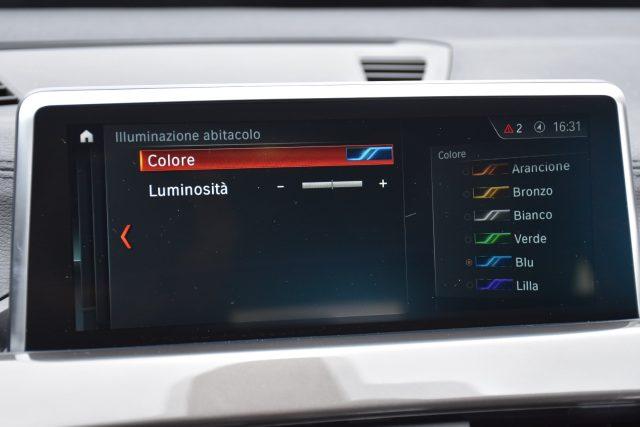 Illuminazione abitacolo
2 16:31
Colore
Luminosità - +
Colore
Arancione
Bronzo
Bianco
Verde
Blu
Lilla